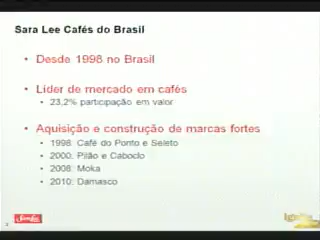 Sara Lee Cafés do Brasil
• Desde 1998 no Brasil
• Líder de mercado em cafés
• 23,2% participação em valor
• Aquisição e construção de marcas fortes
• 1998: Café do Ponto e Seleto
• 2000: Pilão e Caboclo
• 2008: Moka
• 2010: Damasco